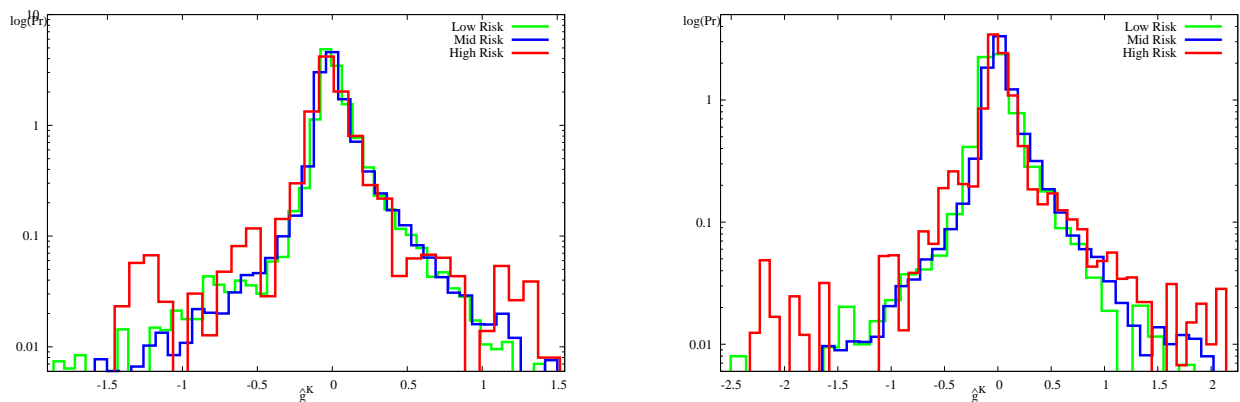 log(Pr)
10
1
0.1
0.01
-1.5 -1 -0.5 0 0.5 1 1.5
ĝᴷ
Low Risk
Mid Risk
High Risk
log(Pr)
1
0.1
0.01
-2.5 -2 -1.5 -1 -0.5 0 0.5 1 1.5 2
ĝᴷ
Low Risk
Mid Risk
High Risk